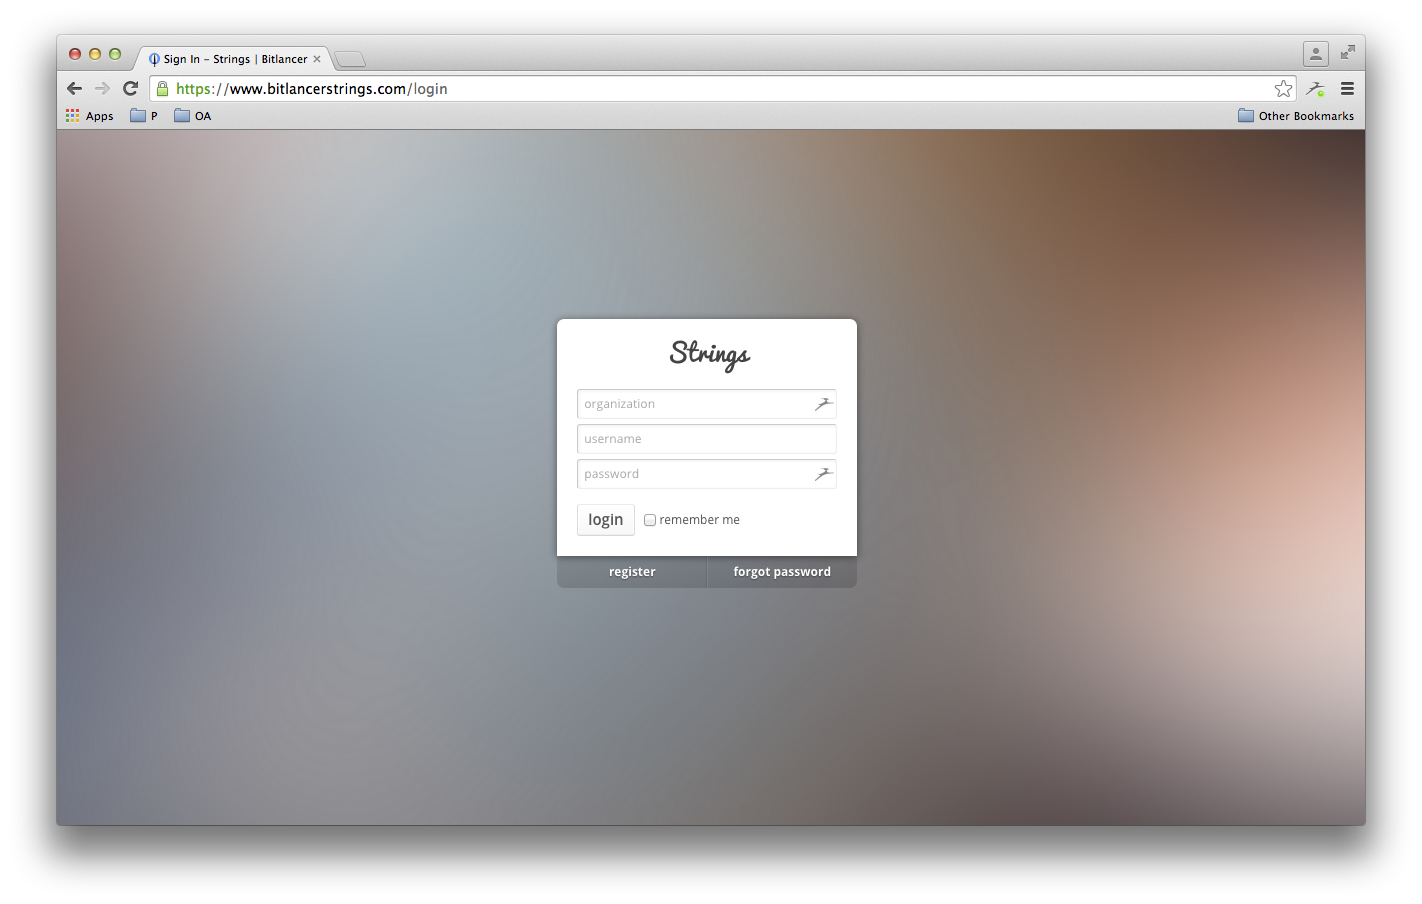 Sign In – Strings | Bitlancer
https://www.bitlancerstrings.com/login
Apps P OA Other Bookmarks
Strings
organization
username
password
login remember me
register forgot password